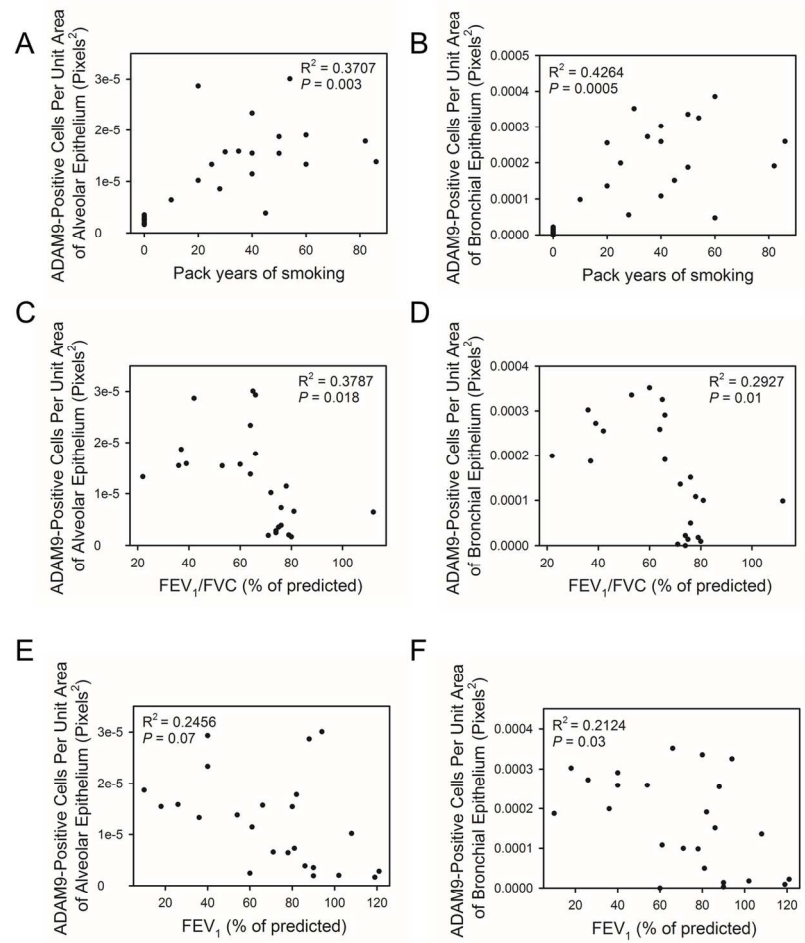 A
ADAM9-Positive Cells Per Unit Area
of Alveolar Epithelium (Pixels²)
3e-5
2e-5
1e-5
0
R² = 0.3707
P = 0.003
0 20 40 60 80
Pack years of smoking
B
ADAM9-Positive Cells Per Unit Area
of Bronchial Epithelium (Pixels²)
0.0005
0.0004
0.0003
0.0002
0.0001
0.0000
R² = 0.4264
P = 0.0005
0 20 40 60 80
Pack years of smoking
C
ADAM9-Positive Cells Per Unit Area
of Alveolar Epithelium (Pixels²)
3e-5
2e-5
1e-5
0
R² = 0.3787
P = 0.018
20 40 60 80 100
FEV₁/FVC (% of predicted)
D
ADAM9-Positive Cells Per Unit Area
of Bronchial Epithelium (Pixels²)
0.0004
0.0003
0.0002
0.0001
0.0000
R² = 0.2927
P = 0.01
20 40 60 80 100
FEV₁/FVC (% of predicted)
E
ADAM9-Positive Cells Per Unit Area
of Alveolar Epithelium (Pixels²)
3e-5
2e-5
1e-5
0
R² = 0.2456
P = 0.07
20 40 60 80 100 120
FEV₁ (% of predicted)
F
ADAM9-Positive Cells Per Unit Area
of Bronchial Epithelium (Pixels²)
0.0004
0.0003
0.0002
0.0001
0.0000
R² = 0.2124
P = 0.03
20 40 60 80 100 120
FEV₁ (% of predicted)